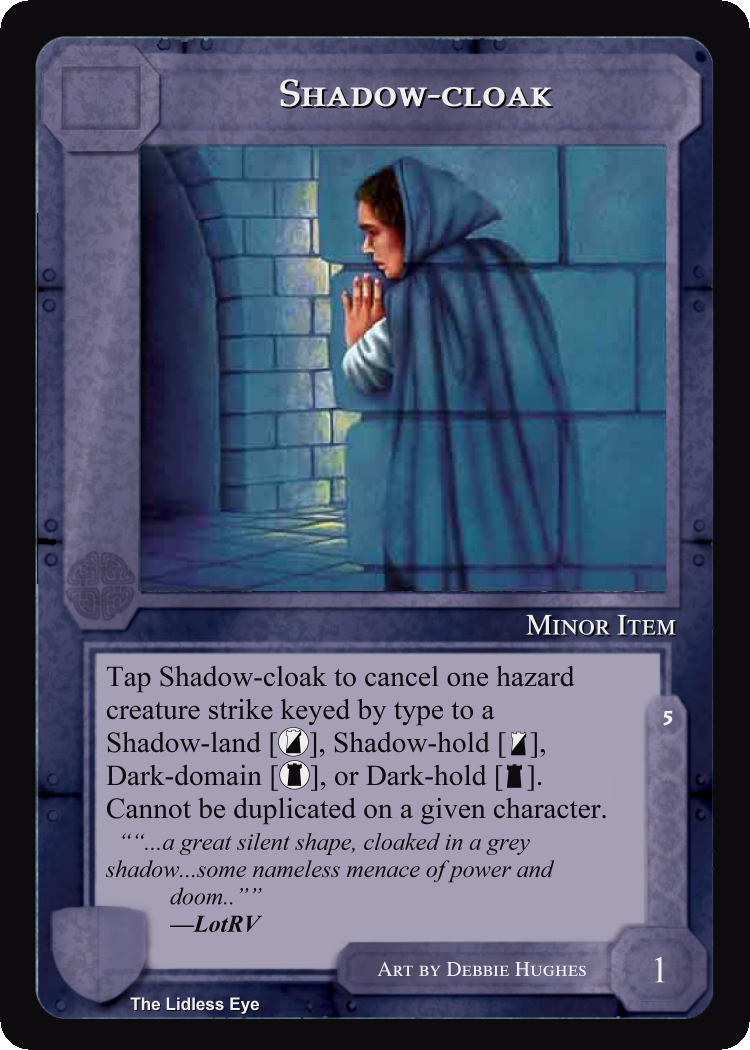 Shadow-cloak
Minor Item
Tap Shadow-cloak to cancel one hazard
creature strike keyed by type to a
Shadow-land [], Shadow-hold [],
Dark-domain [], or Dark-hold [].
Cannot be duplicated on a given character.
““...a great silent shape, cloaked in a grey
shadow...some nameless menace of power and
doom..””
—LotRV
5
Art by Debbie Hughes
1
The Lidless Eye